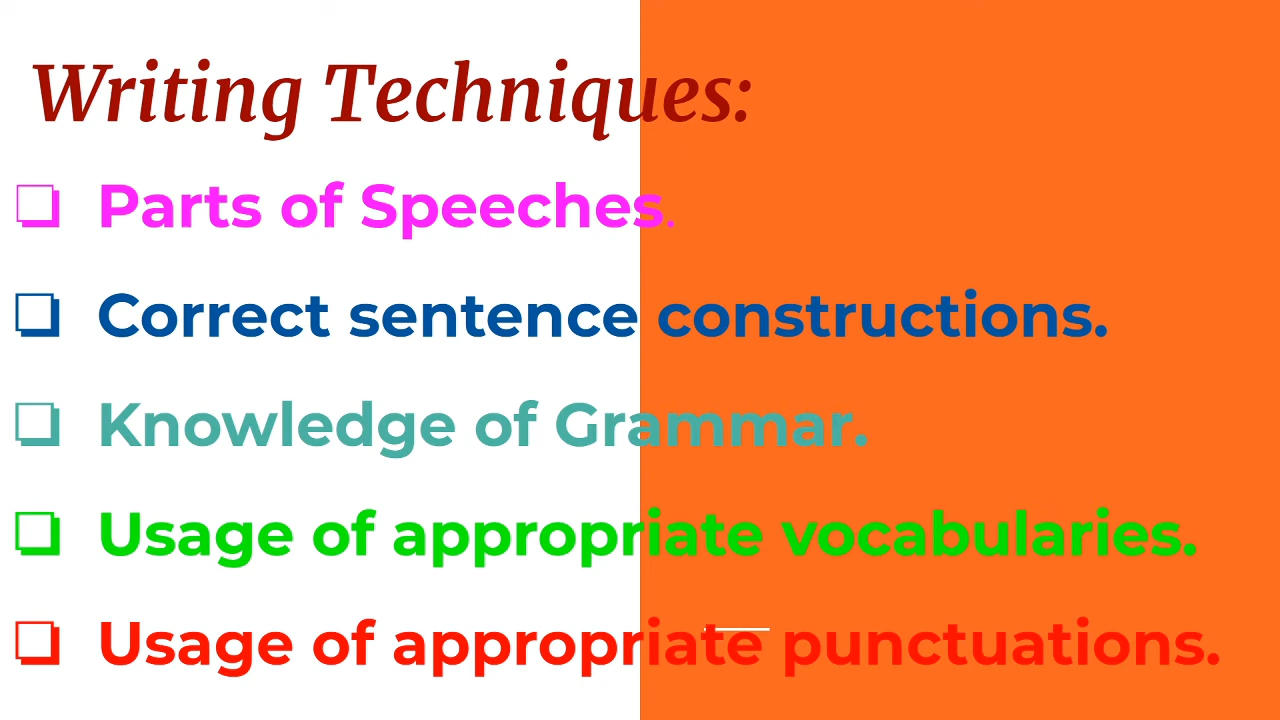 Writing Techniques:
❏ Parts of Speeches.
❏ Correct sentence constructions.
❏ Knowledge of Grammar.
❏ Usage of appropriate vocabularies.
❏ Usage of appropriate punctuations.